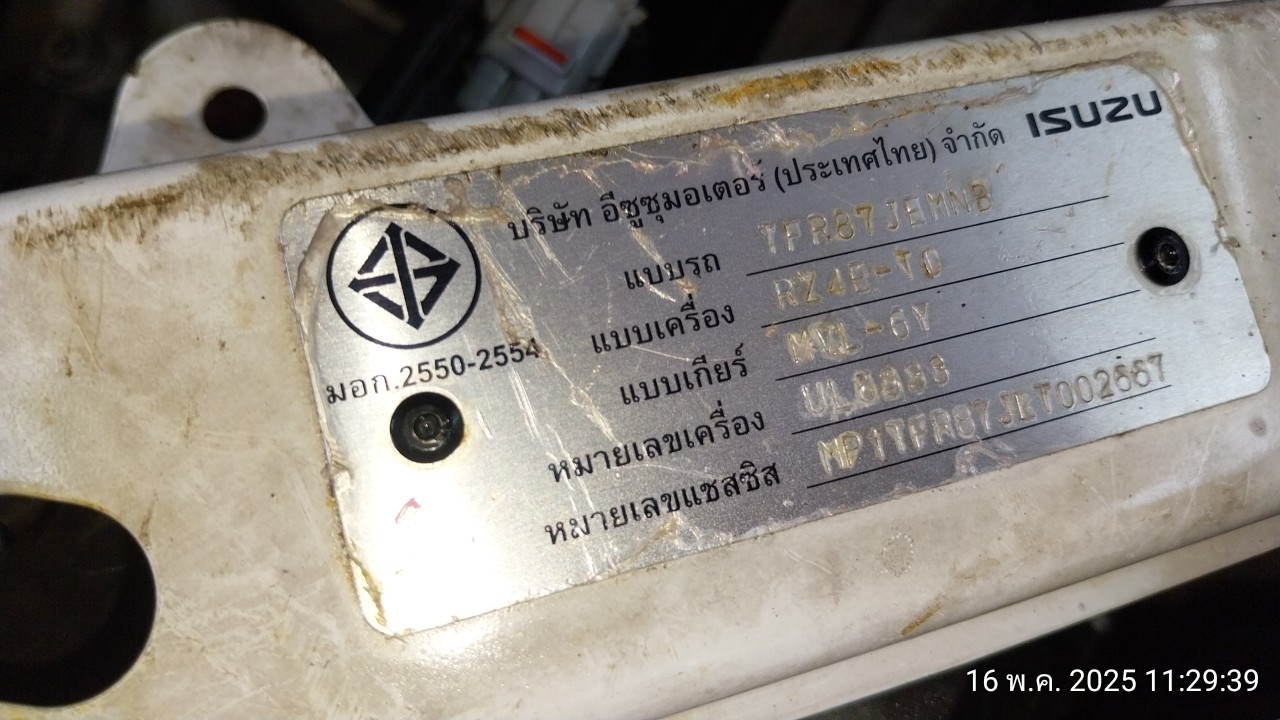 ISUZU
บริษัท อีซูซุมอเตอร์ (ประเทศไทย) จำกัด
แบบรถ TFR87JEMNB
แบบเครื่อง RZ4E-TC
แบบเกียร์ MVL-6Y
หมายเลขเครื่อง
หมายเลขแชสซิส
มอก.2550-2554
16 พ.ค. 2025 11:29:39